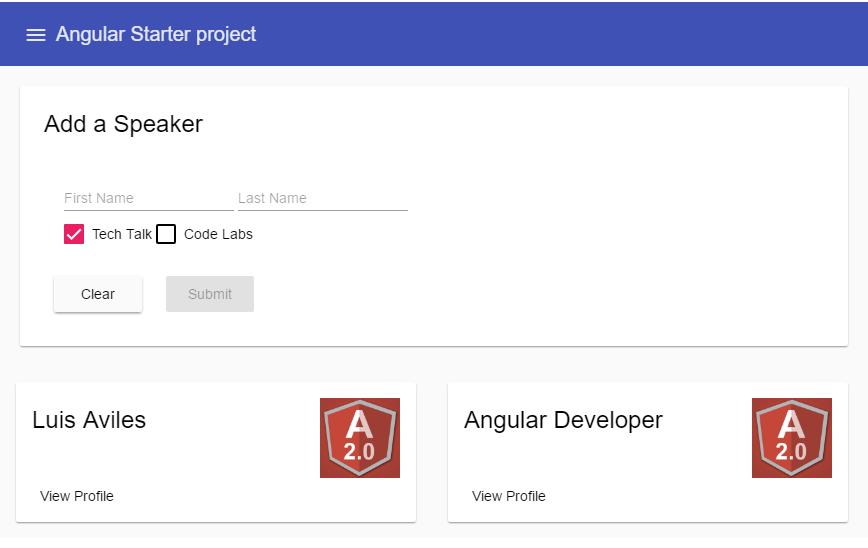 Angular Starter project
Add a Speaker
First Name Last Name
Tech Talk Code Labs
Clear Submit
Luis Aviles
A
2.0
View Profile
Angular Developer
A
2.0
View Profile